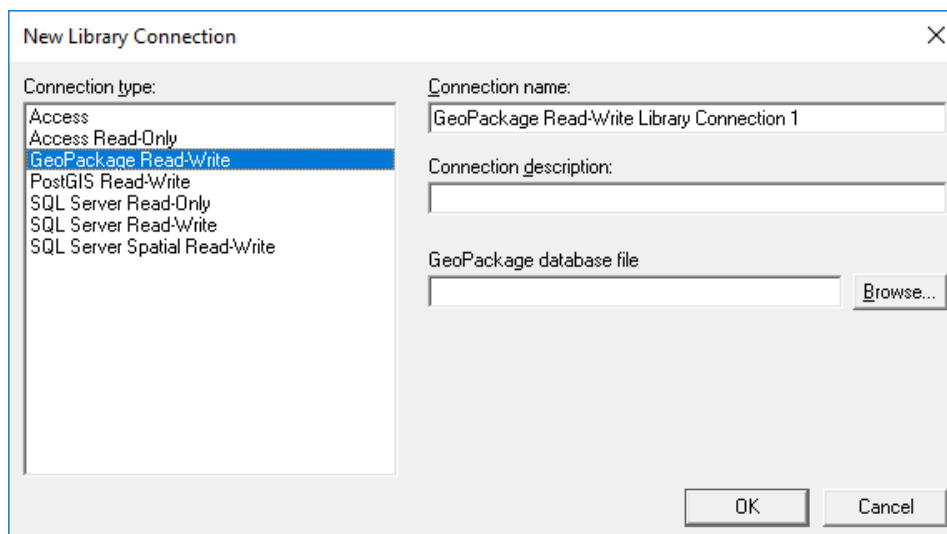 New Library Connection
Connection type:
Access
Access Read-Only
GeoPackage Read-Write
PostGIS Read-Write
SQL Server Read-Only
SQL Server Read-Write
SQL Server Spatial Read-Write
Connection name:
GeoPackage Read-Write Library Connection 1
Connection description:
GeoPackage database file
Browse...
OK
Cancel